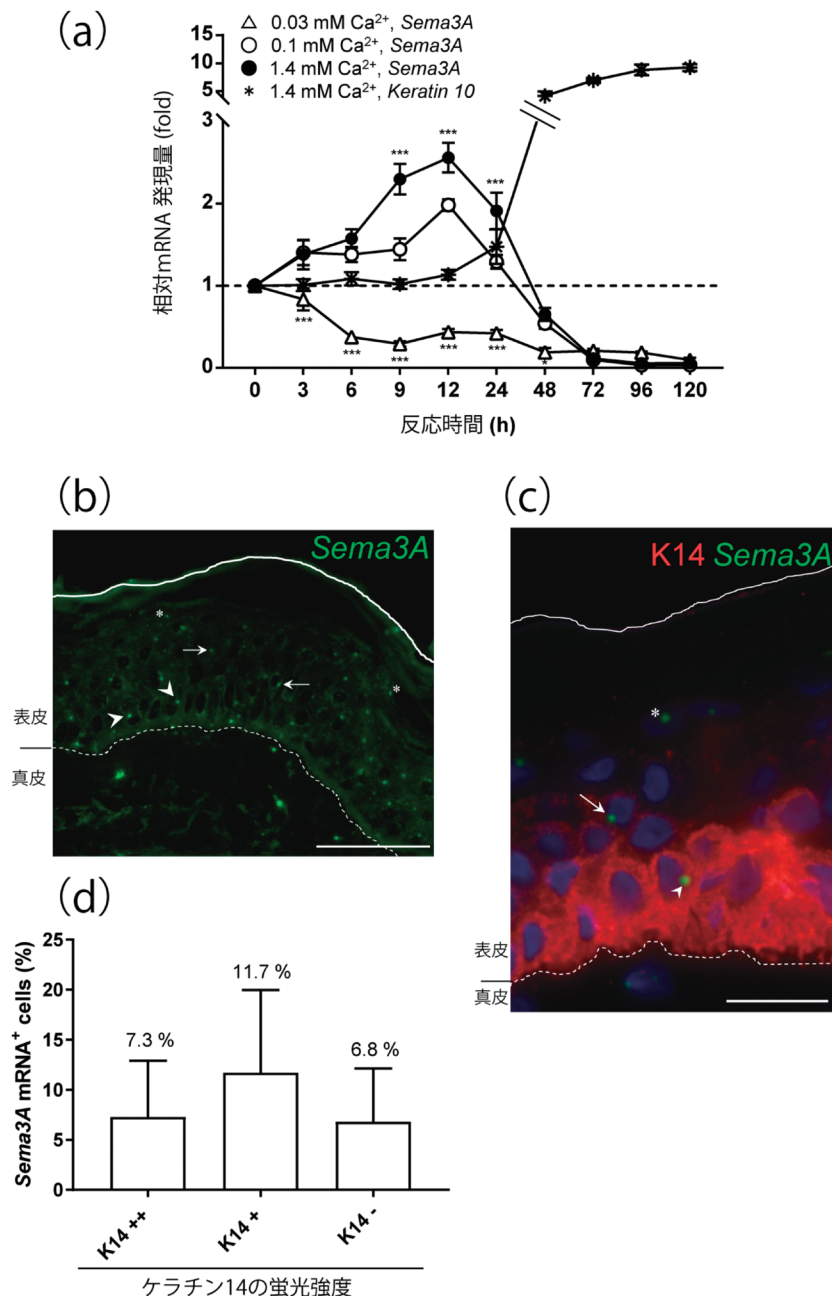 (a)
0.03 mM Ca²⁺, Sema3A
0.1 mM Ca²⁺, Sema3A
1.4 mM Ca²⁺, Sema3A
1.4 mM Ca²⁺, Keratin 10
相対mRNA 発現量 (fold)
15
10
5
3
2
1
0
***
***
***
***
***
***
***
***
*
0 3 6 9 12 24 48 72 96 120
反応時間 (h)
(b)
Sema3A
*
*
表皮
真皮
(c)
K14 Sema3A
*
表皮
真皮
(d)
Sema3A mRNA⁺ cells (%)
25
20
15
10
5
0
7.3 %
11.7 %
6.8 %
K14 ++
K14 +
K14 -
ケラチン14の蛍光強度